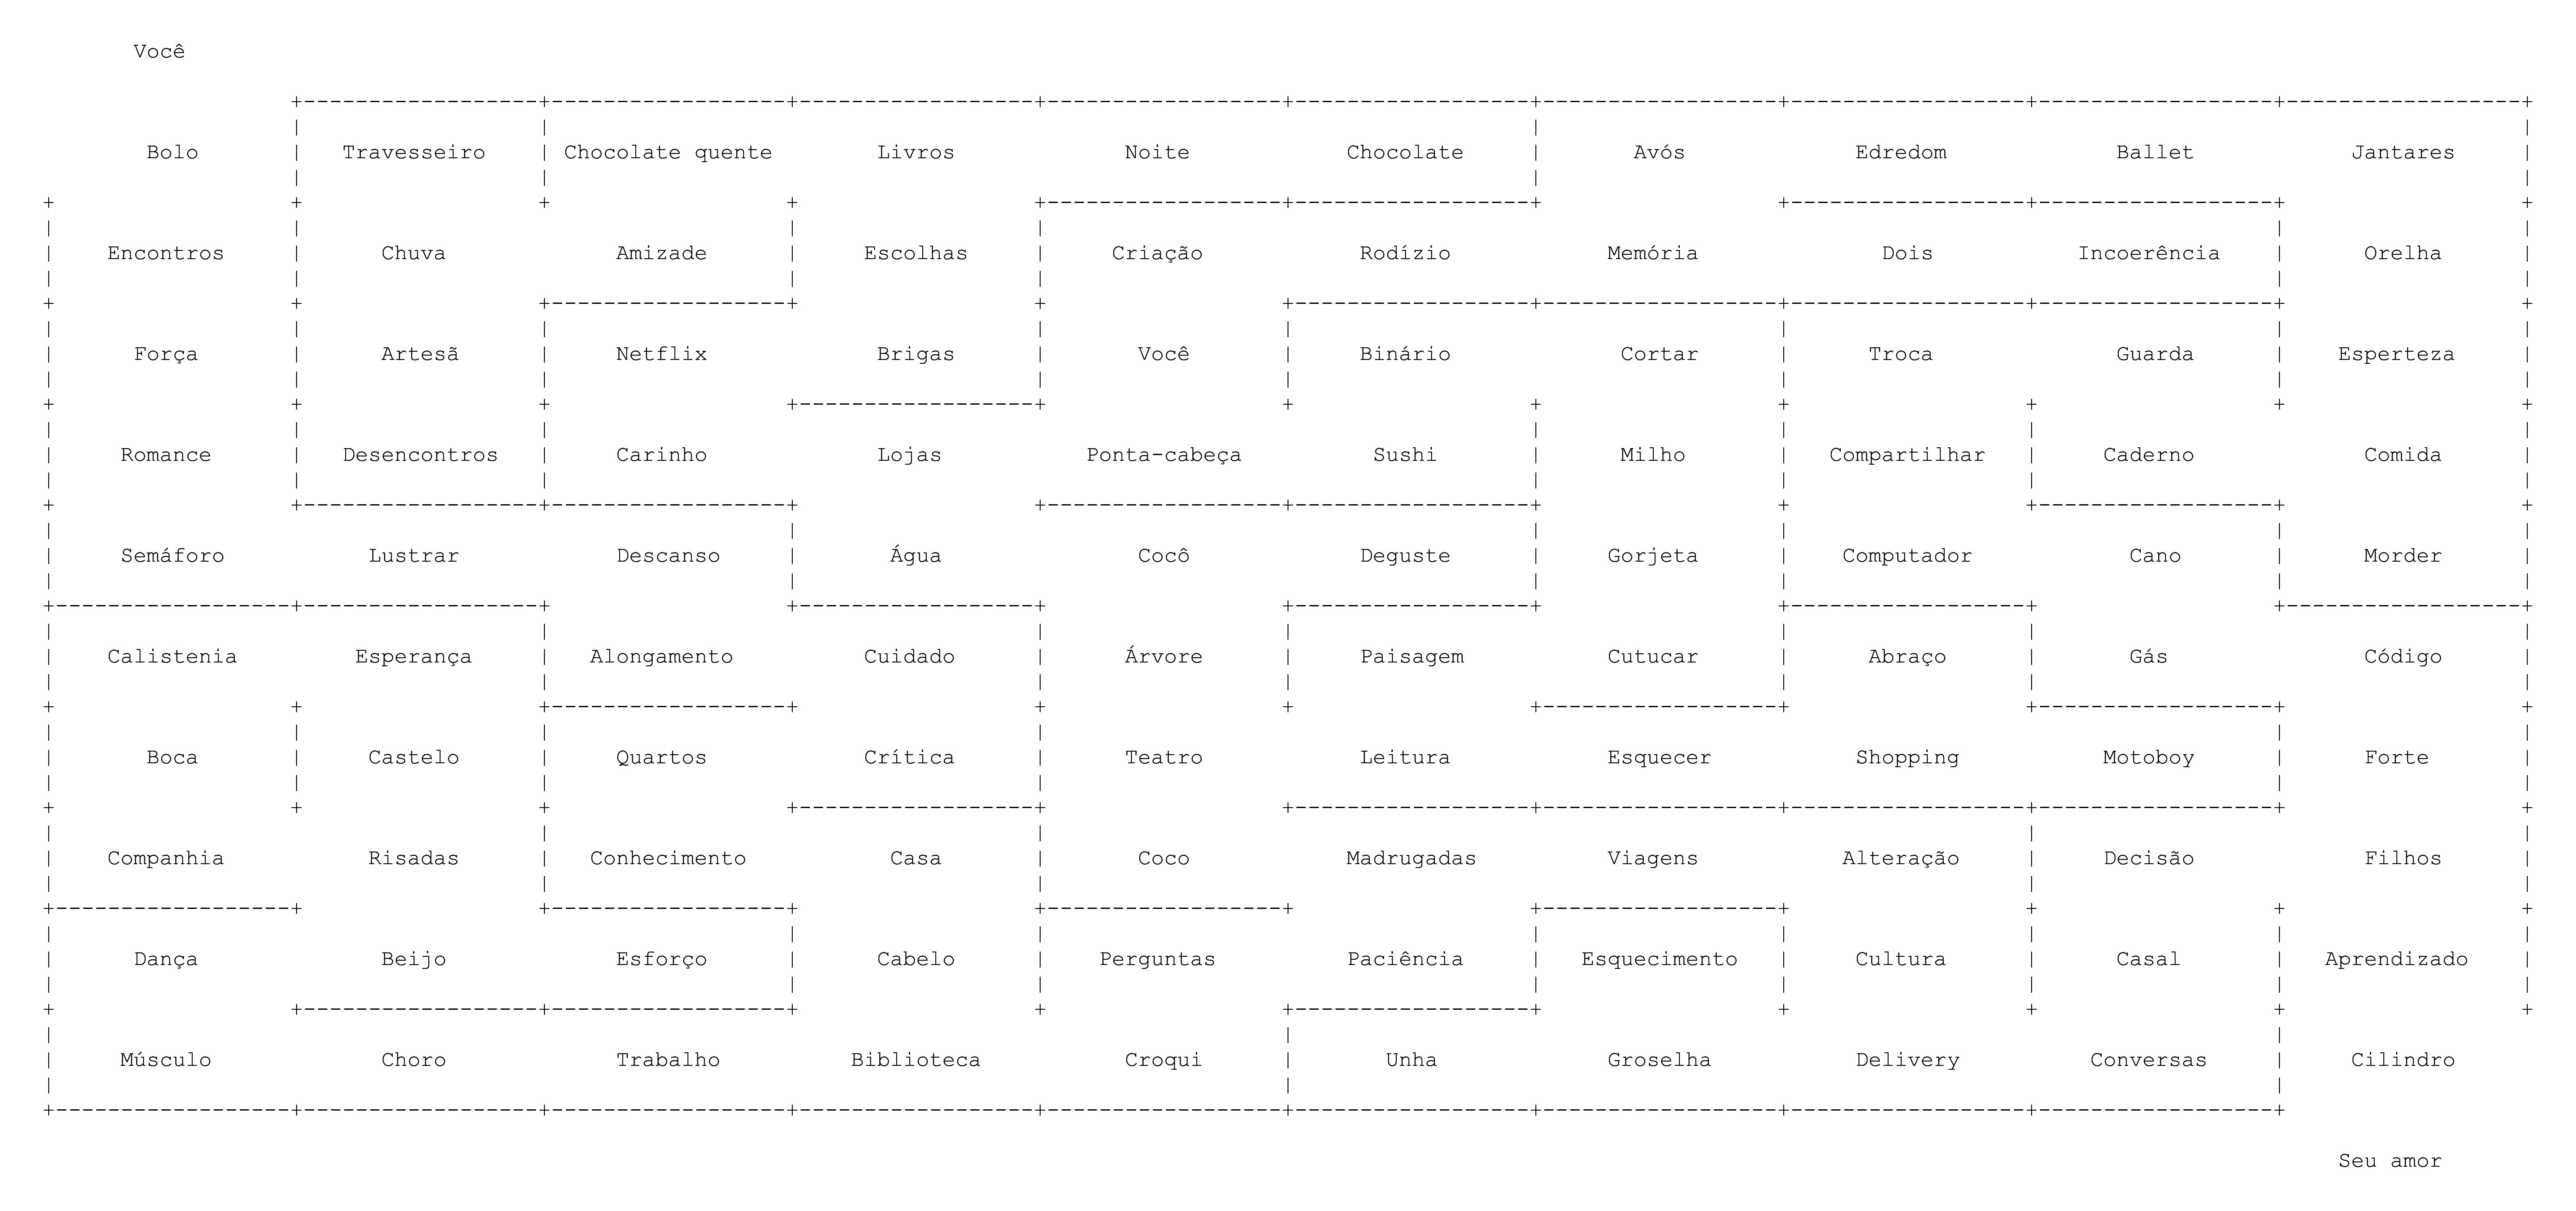 Você
Bolo Travesseiro Chocolate quente Livros Noite Chocolate Avós Edredom Ballet Jantares
Encontros Chuva Amizade Escolhas Criação Rodízio Memória Dois Incoerência Orelha
Força Artesã Netflix Brigas Você Binário Cortar Troca Guarda Esperteza
Romance Desencontros Carinho Lojas Ponta-cabeça Sushi Milho Compartilhar Caderno Comida
Semáforo Lustrar Descanso Água Cocô Deguste Gorjeta Computador Cano Morder
Calistenia Esperança Alongamento Cuidado Árvore Paisagem Cutucar Abraço Gás Código
Boca Castelo Quartos Crítica Teatro Leitura Esquecer Shopping Motoboy Forte
Companhia Risadas Conhecimento Casa Coco Madrugadas Viagens Alteração Decisão Filhos
Dança Beijo Esforço Cabelo Perguntas Paciência Esquecimento Cultura Casal Aprendizado
Músculo Choro Trabalho Biblioteca Croqui Unha Groselha Delivery Conversas Cilindro
Seu amor